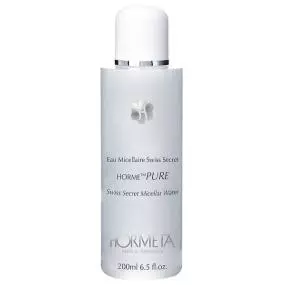 Eau Micellaire Swiss Secret
HORME™PURE
Swiss Secret Micellar Water
HORMETA
200ml 6.5 fl.oz.